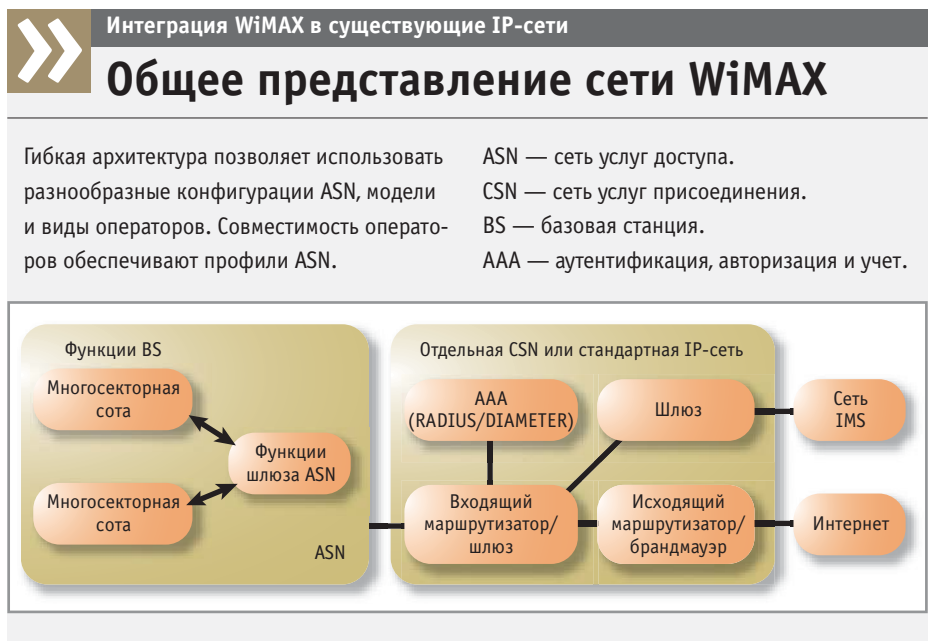 Интеграция WiMAX в существующие IP-сети
Общее представление сети WiMAX
Гибкая архитектура позволяет использовать
разнообразные конфигурации ASN, модели
и виды операторов. Совместимость операто-
ров обеспечивают профили ASN.
ASN — сеть услуг доступа.
CSN — сеть услуг присоединения.
BS — базовая станция.
AAA — аутентификация, авторизация и учет.
Функции BS
Многосекторная
сота
Функции
шлюза ASN
Многосекторная
сота
ASN
Отдельная CSN или стандартная IP-сеть
AAA
(RADIUS/DIAMETER)
Шлюз
Сеть
IMS
Входящий
маршрутизатор/
шлюз
Исходящий
маршрутизатор/
брандмауэр
Интернет